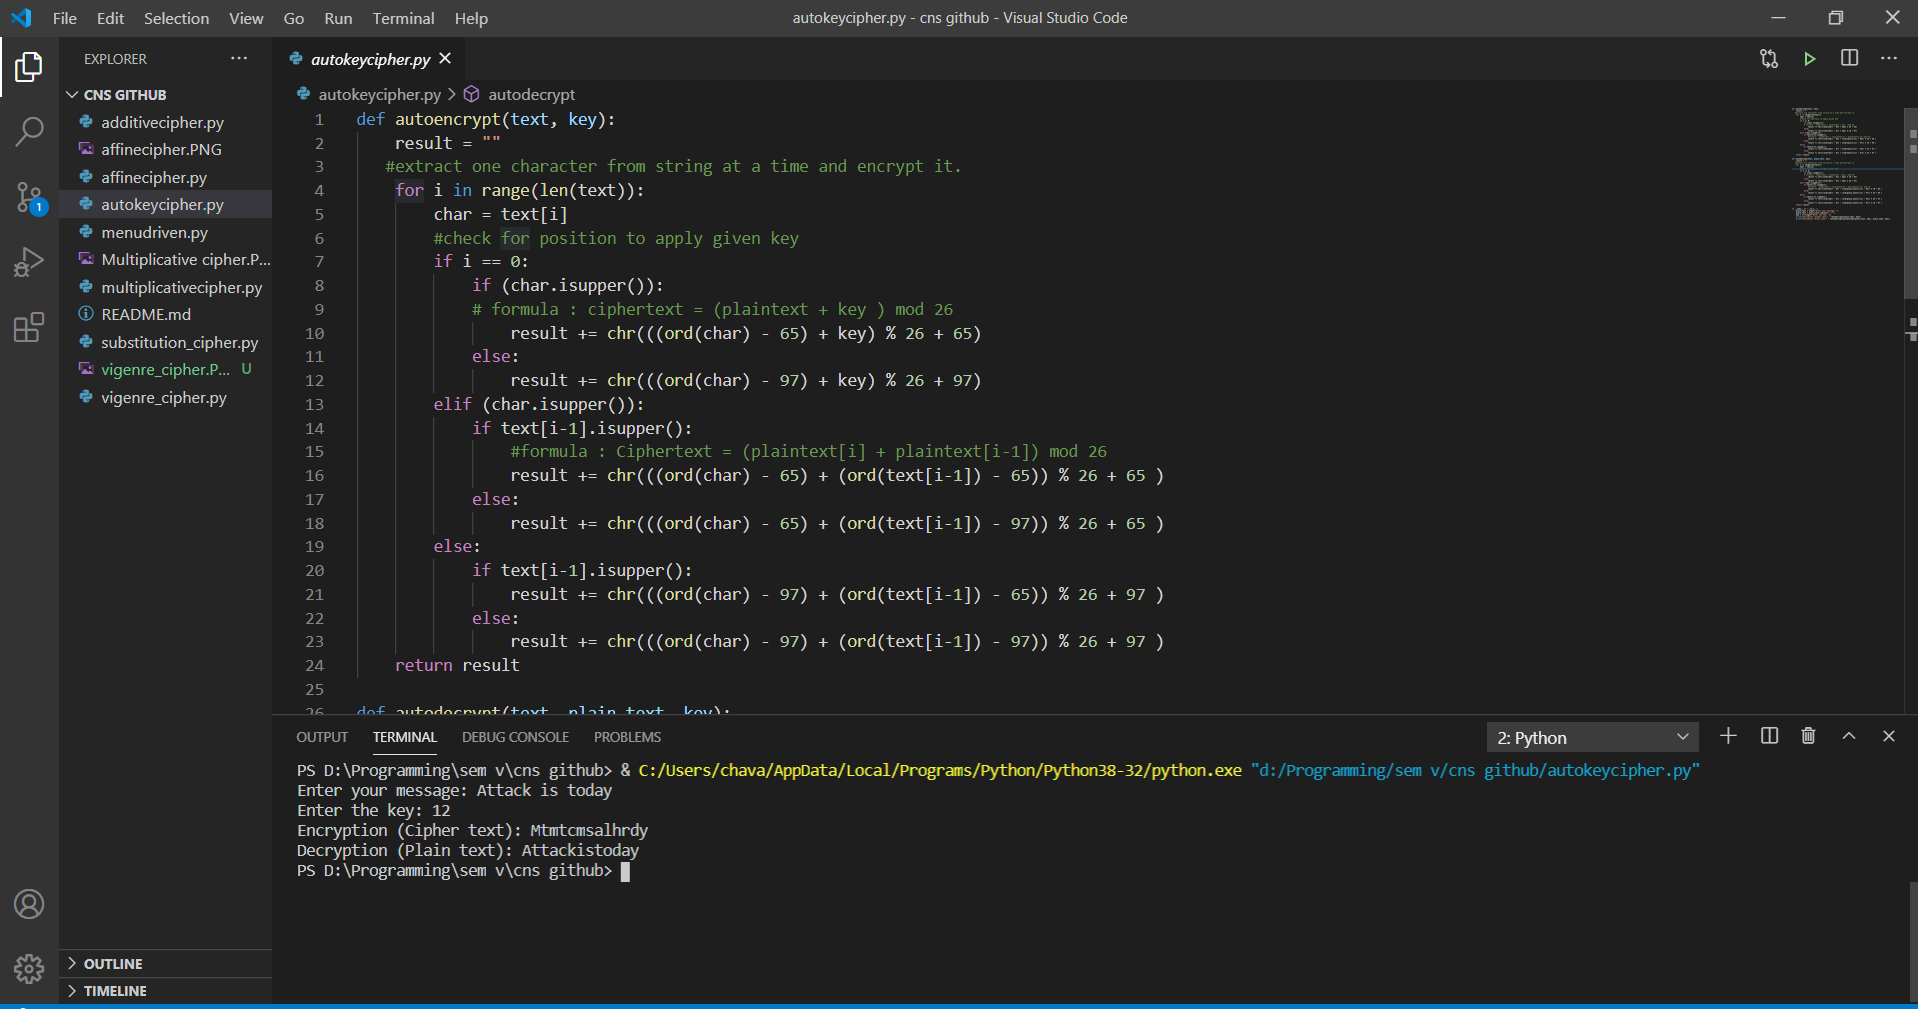 File Edit Selection View Go Run Terminal Help
autokeycipher.py - cns github - Visual Studio Code
EXPLORER ...
CNS GITHUB
additivecipher.py
affinecipher.PNG
affinecipher.py
autokeycipher.py
menudriven.py
Multiplicative cipher.P...
multiplicativecipher.py
README.md
substitution_cipher.py
vigenre_cipher.P... U
vigenre_cipher.py
1
OUTLINE
TIMELINE
autokeycipher.py
autokeycipher.py > autodecrypt
1 def autoencrypt(text, key):
2     result = ""
3    #extract one character from string at a time and encrypt it.
4     for i in range(len(text)):
5         char = text[i]
6         #check for position to apply given key
7         if i == 0:
8             if (char.isupper()):
9             # formula : ciphertext = (plaintext + key ) mod 26
10                 result += chr(((ord(char) - 65) + key) % 26 + 65)
11             else:
12                 result += chr(((ord(char) - 97) + key) % 26 + 97)
13         elif (char.isupper()):
14             if text[i-1].isupper():
15                 #formula : Ciphertext = (plaintext[i] + plaintext[i-1]) mod 26
16                 result += chr(((ord(char) - 65) + (ord(text[i-1]) - 65)) % 26 + 65 )
17             else:
18                 result += chr(((ord(char) - 65) + (ord(text[i-1]) - 97)) % 26 + 65 )
19         else:
20             if text[i-1].isupper():
21                 result += chr(((ord(char) - 97) + (ord(text[i-1]) - 65)) % 26 + 97 )
22             else:
23                 result += chr(((ord(char) - 97) + (ord(text[i-1]) - 97)) % 26 + 97 )
24     return result
25
26 def autodecrypt(text, plain_text, key):
OUTPUT TERMINAL DEBUG CONSOLE PROBLEMS
2: Python
PS D:\Programming\sem v\cns github> & C:/Users/chava/AppData/Local/Programs/Python/Python38-32/python.exe "d:/Programming/sem v/cns github/autokeycipher.py"
Enter your message: Attack is today
Enter the key: 12
Encryption (Cipher text): Mtmtcmsalhrdy
Decryption (Plain text): Attackistoday
PS D:\Programming\sem v\cns github>